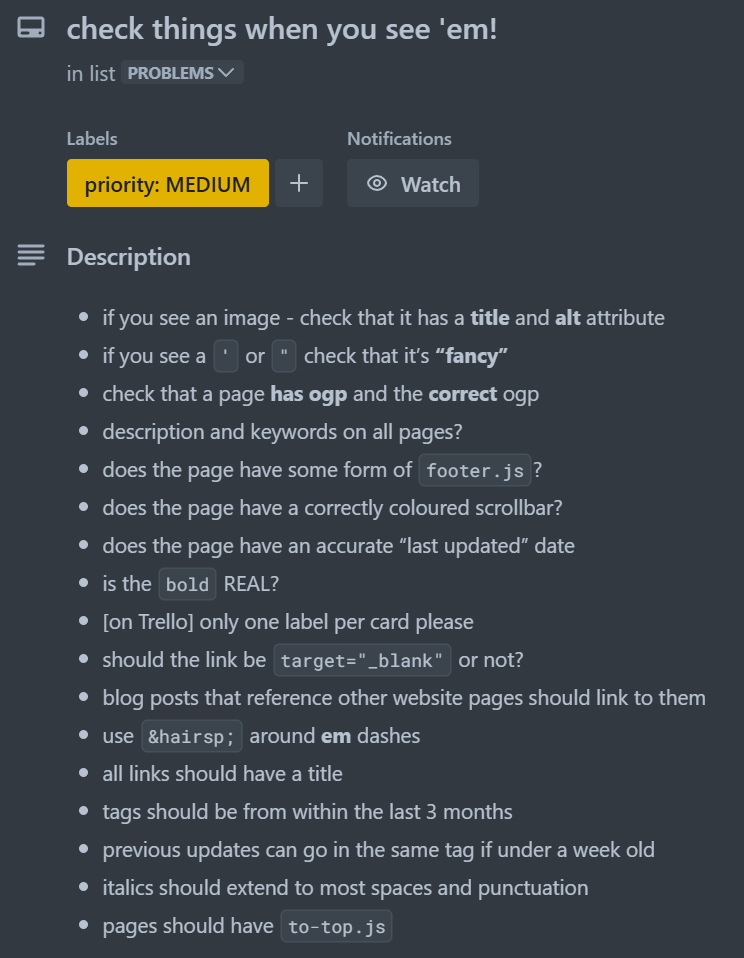 check things when you see 'em!
in list PROBLEMS
Labels
Notifications
priority: MEDIUM
Watch
Description
• if you see an image - check that it has a title and alt attribute
• if you see a ' or " check that it’s “fancy”
• check that a page has ogp and the correct ogp
• description and keywords on all pages?
• does the page have some form of footer.js?
• does the page have a correctly coloured scrollbar?
• does the page have an accurate “last updated” date
• is the bold REAL?
• [on Trello] only one label per card please
• should the link be target="_blank" or not?
• blog posts that reference other website pages should link to them
• use &hairsp; around em dashes
• all links should have a title
• tags should be from within the last 3 months
• previous updates can go in the same tag if under a week old
• italics should extend to most spaces and punctuation
• pages should have to-top.js